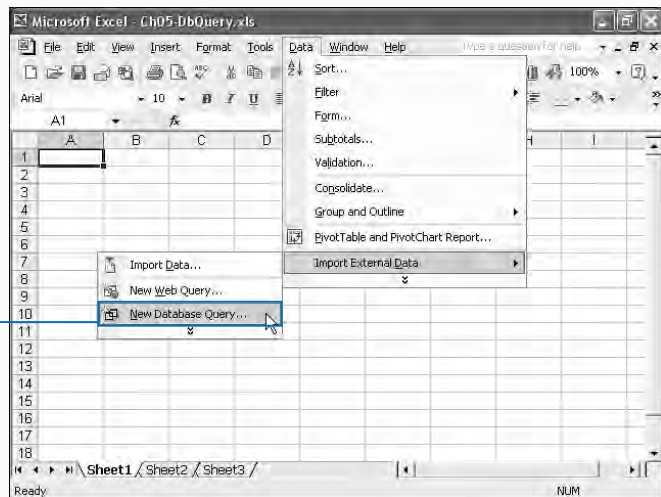 Microsoft Excel - Ch05-DbQuery.xls
File Edit View Insert Format Tools Data Window Help Type a question for help
100%
Arial 10 B I U
A1 fx
A B C D H I
1
2
3
4
5
6
7
8
9
10
11
12
13
14
15
16
17
18
Sort...
Filter
Form...
Subtotals...
Validation...
Consolidate...
Group and Outline
PivotTable and PivotChart Report...
Import External Data
Import Data...
New Web Query...
New Database Query...
Sheet1 / Sheet2 / Sheet3 /
Ready NUM